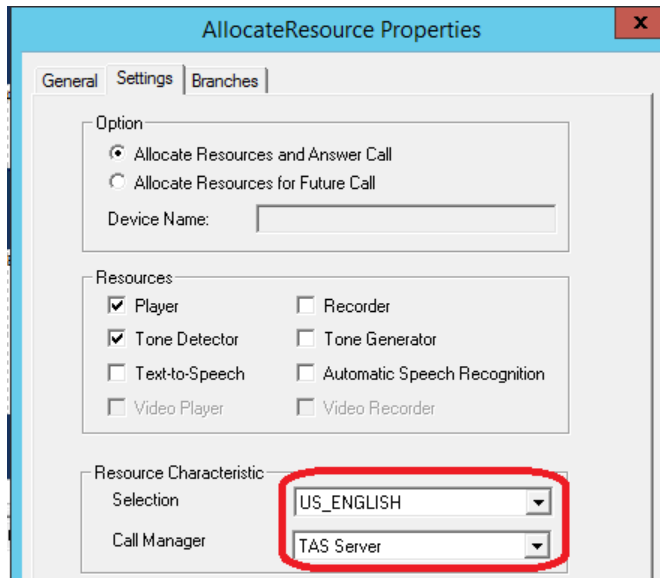 AllocateResource Properties
x
General Settings Branches
Option
Allocate Resources and Answer Call
Allocate Resources for Future Call
Device Name:
Resources
Player Recorder
Tone Detector Tone Generator
Text-to-Speech Automatic Speech Recognition
Video Player Video Recorder
Resource Characteristic
Selection US_ENGLISH
Call Manager TAS Server